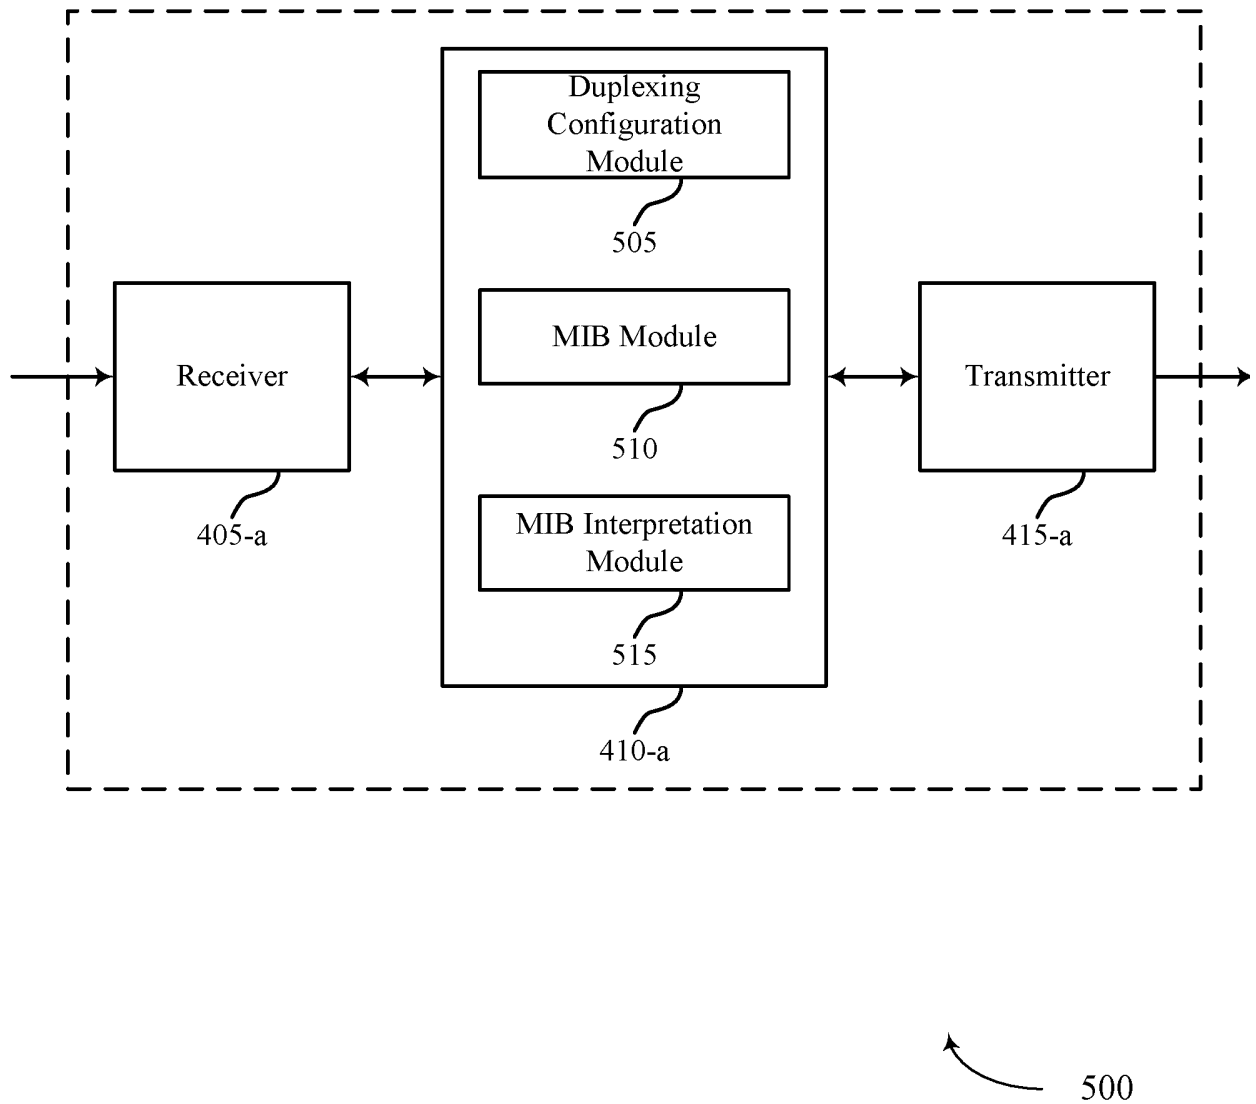 Duplexing
Configuration
Module
505
MIB Module
510
Receiver
405-a
Transmitter
415-a
MIB Interpretation
Module
515
410-a
500